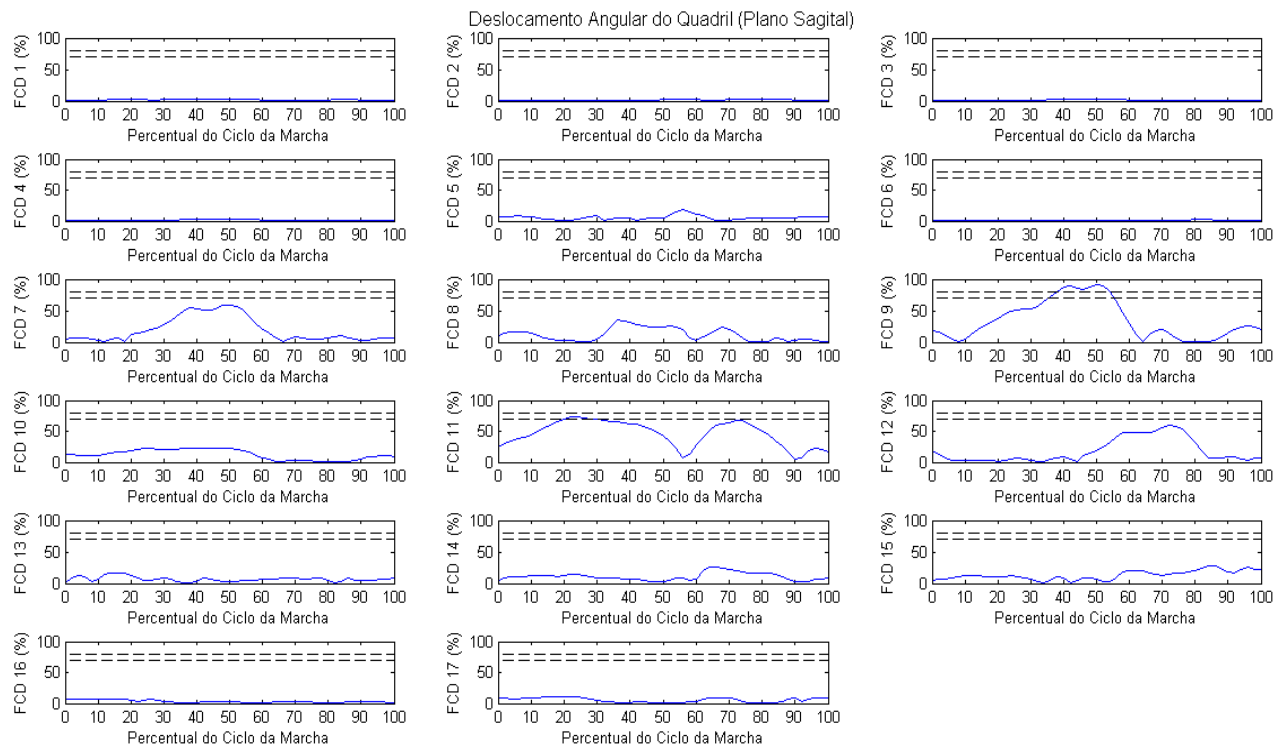 Deslocamento Angular do Quadril (Plano Sagital)
FCD 1 (%)
100
50
0
0 10 20 30 40 50 60 70 80 90 100
Percentual do Ciclo da Marcha
FCD 2 (%)
100
50
0
0 10 20 30 40 50 60 70 80 90 100
Percentual do Ciclo da Marcha
FCD 3 (%)
100
50
0
0 10 20 30 40 50 60 70 80 90 100
Percentual do Ciclo da Marcha
FCD 4 (%)
100
50
0
0 10 20 30 40 50 60 70 80 90 100
Percentual do Ciclo da Marcha
FCD 5 (%)
100
50
0
0 10 20 30 40 50 60 70 80 90 100
Percentual do Ciclo da Marcha
FCD 6 (%)
100
50
0
0 10 20 30 40 50 60 70 80 90 100
Percentual do Ciclo da Marcha
FCD 7 (%)
100
50
0
0 10 20 30 40 50 60 70 80 90 100
Percentual do Ciclo da Marcha
FCD 8 (%)
100
50
0
0 10 20 30 40 50 60 70 80 90 100
Percentual do Ciclo da Marcha
FCD 9 (%)
100
50
0
0 10 20 30 40 50 60 70 80 90 100
Percentual do Ciclo da Marcha
FCD 10 (%)
100
50
0
0 10 20 30 40 50 60 70 80 90 100
Percentual do Ciclo da Marcha
FCD 11 (%)
100
50
0
0 10 20 30 40 50 60 70 80 90 100
Percentual do Ciclo da Marcha
FCD 12 (%)
100
50
0
0 10 20 30 40 50 60 70 80 90 100
Percentual do Ciclo da Marcha
FCD 13 (%)
100
50
0
0 10 20 30 40 50 60 70 80 90 100
Percentual do Ciclo da Marcha
FCD 14 (%)
100
50
0
0 10 20 30 40 50 60 70 80 90 100
Percentual do Ciclo da Marcha
FCD 15 (%)
100
50
0
0 10 20 30 40 50 60 70 80 90 100
Percentual do Ciclo da Marcha
FCD 16 (%)
100
50
0
0 10 20 30 40 50 60 70 80 90 100
Percentual do Ciclo da Marcha
FCD 17 (%)
100
50
0
0 10 20 30 40 50 60 70 80 90 100
Percentual do Ciclo da Marcha